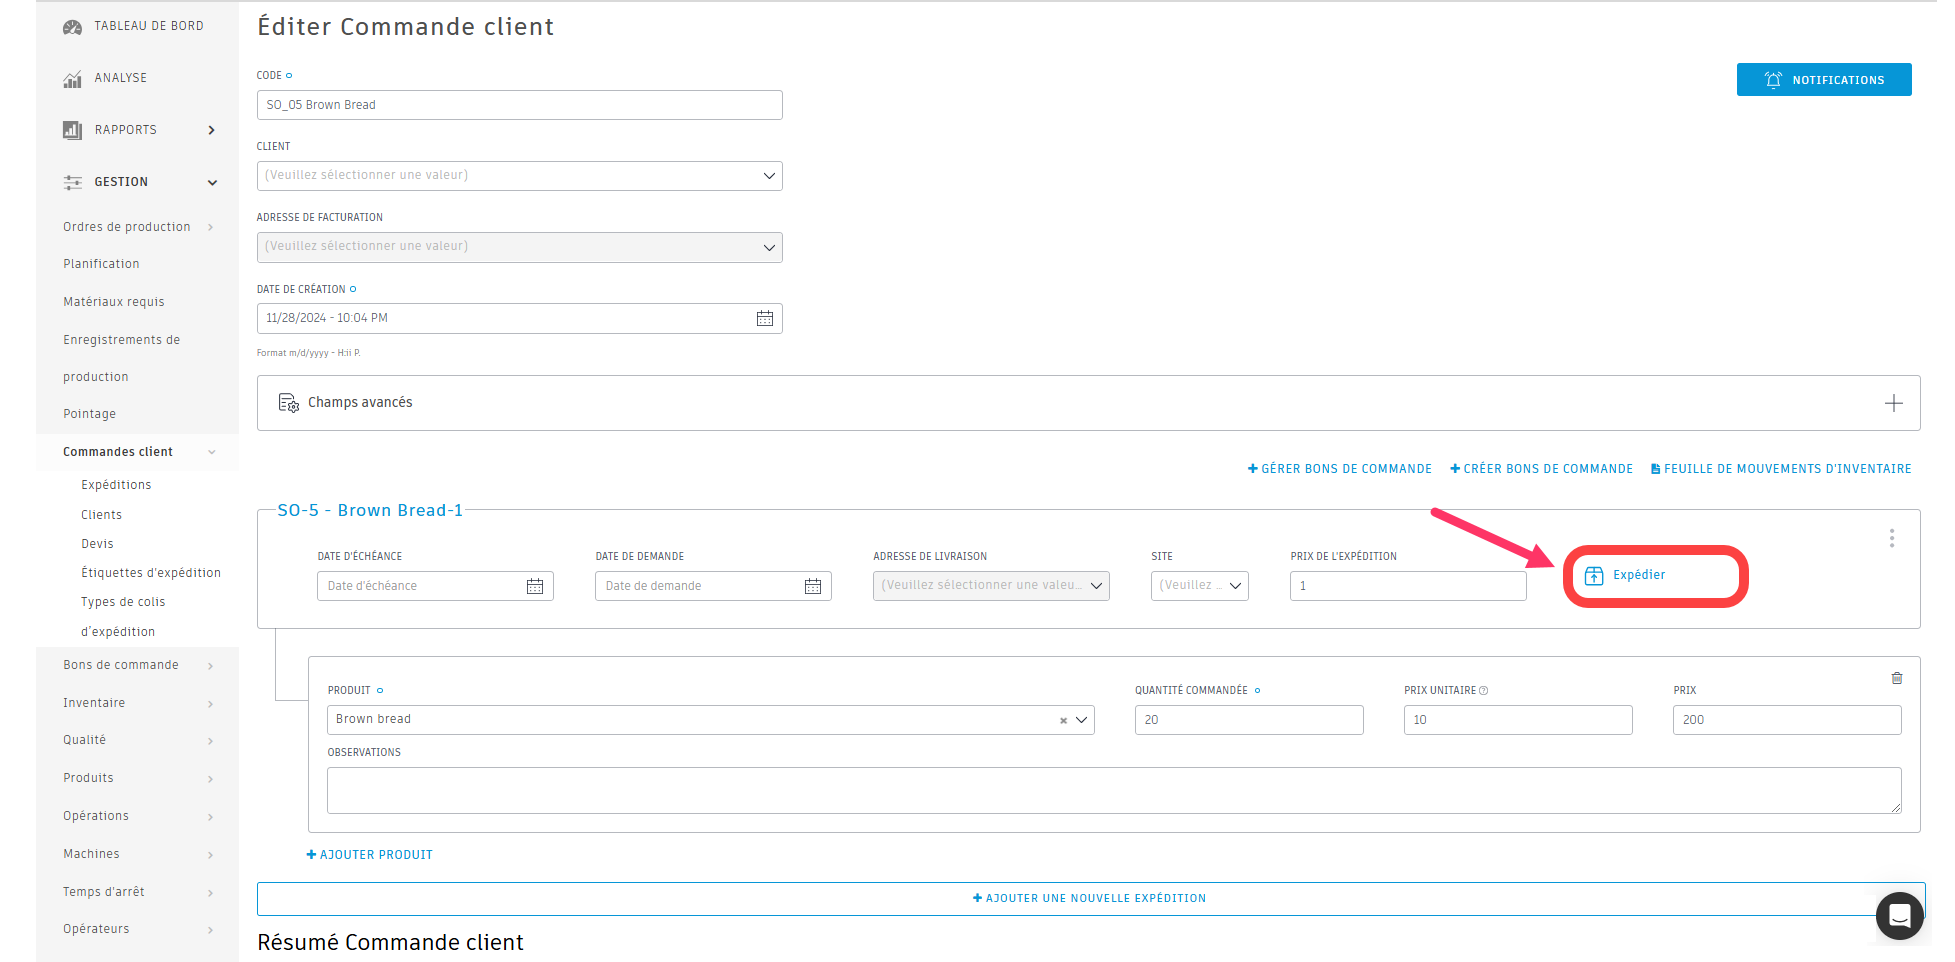 TABLEAU DE BORD
ANALYSE
RAPPORTS
GESTION
Ordres de production
Planification
Matériaux requis
Enregistrements de
production
Pointage
Commandes client
Expéditions
Clients
Devis
Étiquettes d'expédition
Types de colis
d'expédition
Bons de commande
Inventaire
Qualité
Produits
Opérations
Machines
Temps d'arrêt
Opérateurs
Éditer Commande client
NOTIFICATIONS
CODE
SO_05 Brown Bread
CLIENT
(Veuillez sélectionner une valeur)
ADRESSE DE FACTURATION
(Veuillez sélectionner une valeur)
DATE DE CRÉATION
11/28/2024 - 10:04 PM
Format m/d/yyyy - H:ii P.
Champs avancés
GÉRER BONS DE COMMANDE CRÉER BONS DE COMMANDE FEUILLE DE MOUVEMENTS D'INVENTAIRE
SO-5 - Brown Bread-1
DATE D'ÉCHÉANCE DATE DE DEMANDE ADRESSE DE LIVRAISON SITE PRIX DE L'EXPÉDITION
Date d'échéance Date de demande (Veuillez sélectionner une valeu... (Veuillez ... 1 Expédier
PRODUIT QUANTITÉ COMMANDÉE PRIX UNITAIRE PRIX
Brown bread 20 10 200
OBSERVATIONS
AJOUTER PRODUIT
AJOUTER UNE NOUVELLE EXPÉDITION
Résumé Commande client